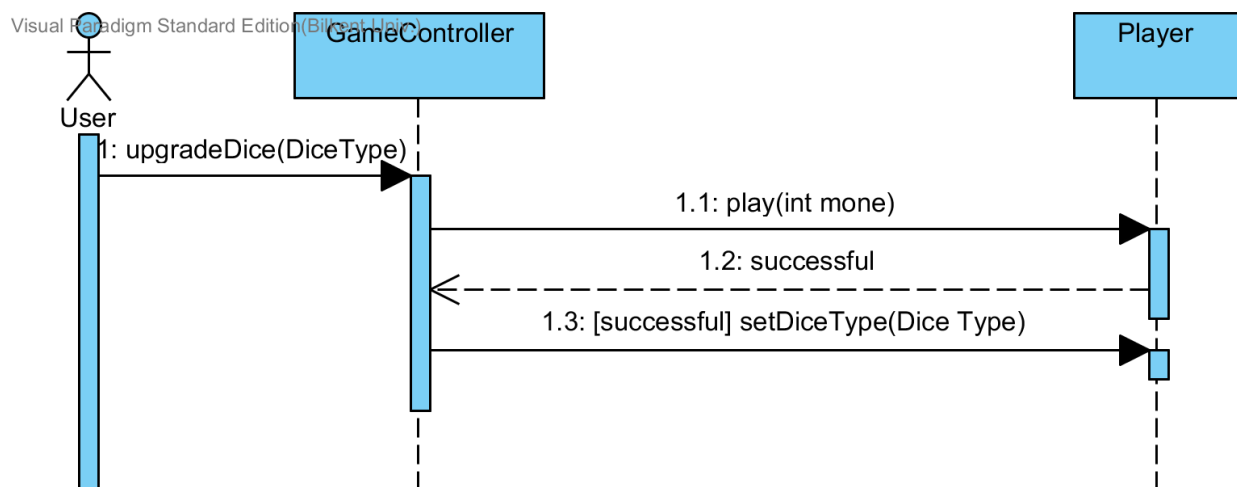 Visual Paradigm Standard Edition(Bilkent Univ.)
GameController
Player
User
1: upgradeDice(DiceType)
1.1: play(int mone)
1.2: successful
1.3: [successful] setDiceType(Dice Type)